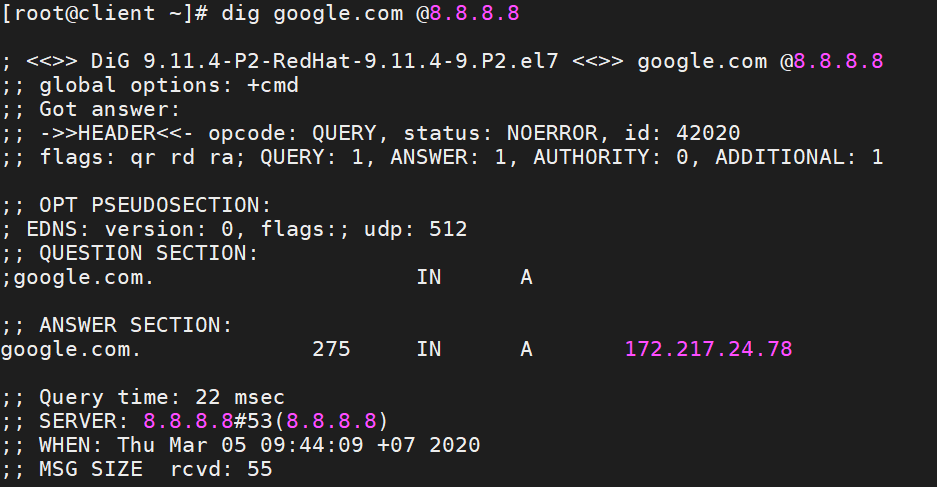 [root@client ~]# dig google.com @8.8.8.8
; <<>> DiG 9.11.4-P2-RedHat-9.11.4-9.P2.el7 <<>> google.com @8.8.8.8
;; global options: +cmd
;; Got answer:
;; ->>HEADER<<- opcode: QUERY, status: NOERROR, id: 42020
;; flags: qr rd ra; QUERY: 1, ANSWER: 1, AUTHORITY: 0, ADDITIONAL: 1
;; OPT PSEUDOSECTION:
; EDNS: version: 0, flags:; udp: 512
;; QUESTION SECTION:
;google.com. IN A
;; ANSWER SECTION:
google.com. 275 IN A 172.217.24.78
;; Query time: 22 msec
;; SERVER: 8.8.8.8#53(8.8.8.8)
;; WHEN: Thu Mar 05 09:44:09 +07 2020
;; MSG SIZE  rcvd: 55